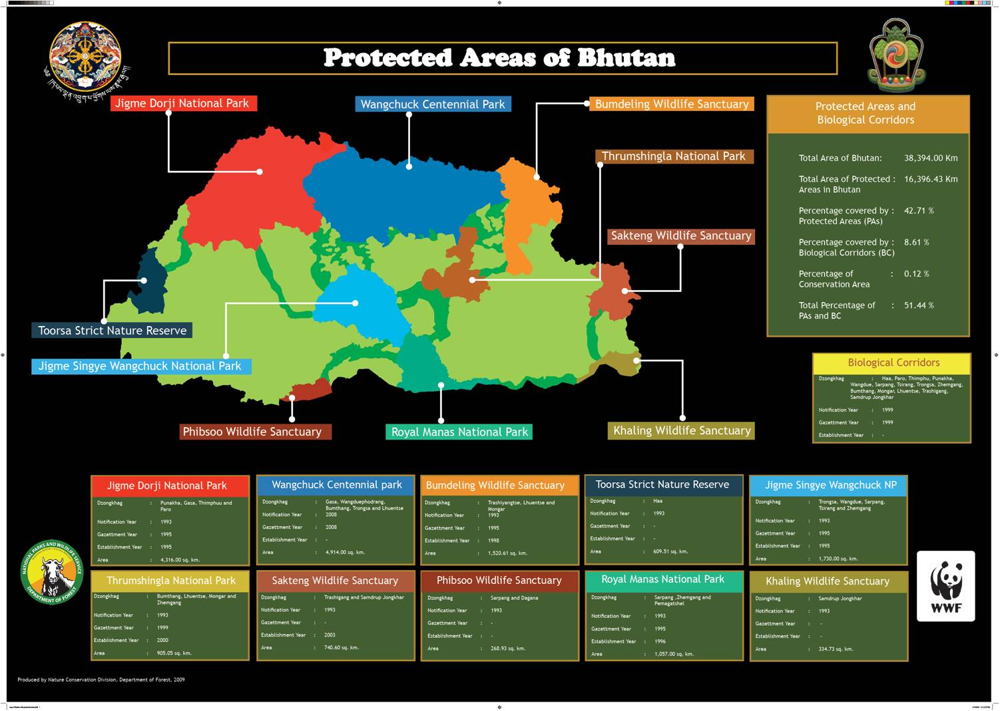 Protected Areas of Bhutan
Jigme Dorji National Park
Wangchuck Centennial Park
Bumdeling Wildlife Sanctuary
Thrumshingla National Park
Sakteng Wildlife Sanctuary
Toorsa Strict Nature Reserve
Jigme Singye Wangchuck National Park
Phibsoo Wildlife Sanctuary
Royal Manas National Park
Khaling Wildlife Sanctuary
Protected Areas and
Biological Corridors
Total Area of Bhutan: 38,394.00 Km
Total Area of Protected : 16,396.43 Km
Areas in Bhutan
Percentage covered by : 42.71 %
Protected Areas (PAs)
Percentage covered by : 8.61 %
Biological Corridors (BC)
Percentage of : 0.12 %
Conservation Area
Total Percentage of : 51.44 %
PAs and BC
Biological Corridors
Dzongkhag : Haa, Paro, Thimphu, Punakha,
Wangdue, Sarpang, Tsirang, Trongsa, Zhemgang,
Bumthang, Mongar, Lhuentse, Trashigang,
Samdrup Jongkhar
Notification Year : 1999
Gazettment Year : 1999
Establishment Year : -
Jigme Dorji National Park
Dzongkhag : Punakha, Gasa, Thimphuu and
Paro
Notification Year : 1993
Gazettment Year : 1995
Establishment Year : 1995
Area : 4,316.00 sq. km.
Wangchuck Centennial park
Dzongkhag : Gasa, Wangduephodrang,
Bumthang, Trongsa and Lhuentse
Notification Year : 2008
Gazettment Year : 2008
Establishment Year : -
Area : 4,914.00 sq. km.
Bumdeling Wildlife Sanctuary
Dzongkhag : Trashiyangtse, Lhuentse and
Mongar
Notification Year : 1993
Gazettment Year : 1995
Establishment Year : 1998
Area : 1,520.61 sq. km.
Toorsa Strict Nature Reserve
Dzongkhag : Haa
Notification Year : 1993
Gazettment Year : -
Establishment Year : -
Area : 609.51 sq. km.
Jigme Singye Wangchuck NP
Dzongkhag : Trongsa, Wangdue, Sarpang,
Tsirang and Zhemgang
Notification Year : 1993
Gazettment Year : 1995
Establishment Year : 1995
Area : 1,730.00 sq. km.
Thrumshingla National Park
Dzongkhag : Bumthang, Lhuentse, Mongar and
Zhemgang
Notification Year : 1993
Gazettment Year : 1999
Establishment Year : 2000
Area : 905.05 sq. km.
Sakteng Wildlife Sanctuary
Dzongkhag : Trashigang and Samdrup Jongkhar
Notification Year : 1993
Gazettment Year : -
Establishment Year : 2003
Area : 740.60 sq. km.
Phibsoo Wildlife Sanctuary
Dzongkhag : Sarpang and Dagana
Notification Year : 1993
Gazettment Year : -
Establishment Year : -
Area : 268.93 sq. km.
Royal Manas National Park
Dzongkhag : Sarpang ,Zhemgang and
Pemagatshel
Notification Year : 1993
Gazettment Year : 1995
Establishment Year : 1996
Area : 1,057.00 sq. km.
Khaling Wildlife Sanctuary
Dzongkhag : Samdrup Jongkhar
Notification Year : 1993
Gazettment Year : -
Establishment Year : -
Area : 334.73 sq. km.
NATIONAL PARKS AND WILDLIFE SERVICE
DEPARTMENT OF FOREST
WWF
Produced by Nature Conservation Division, Department of Forest, 2009